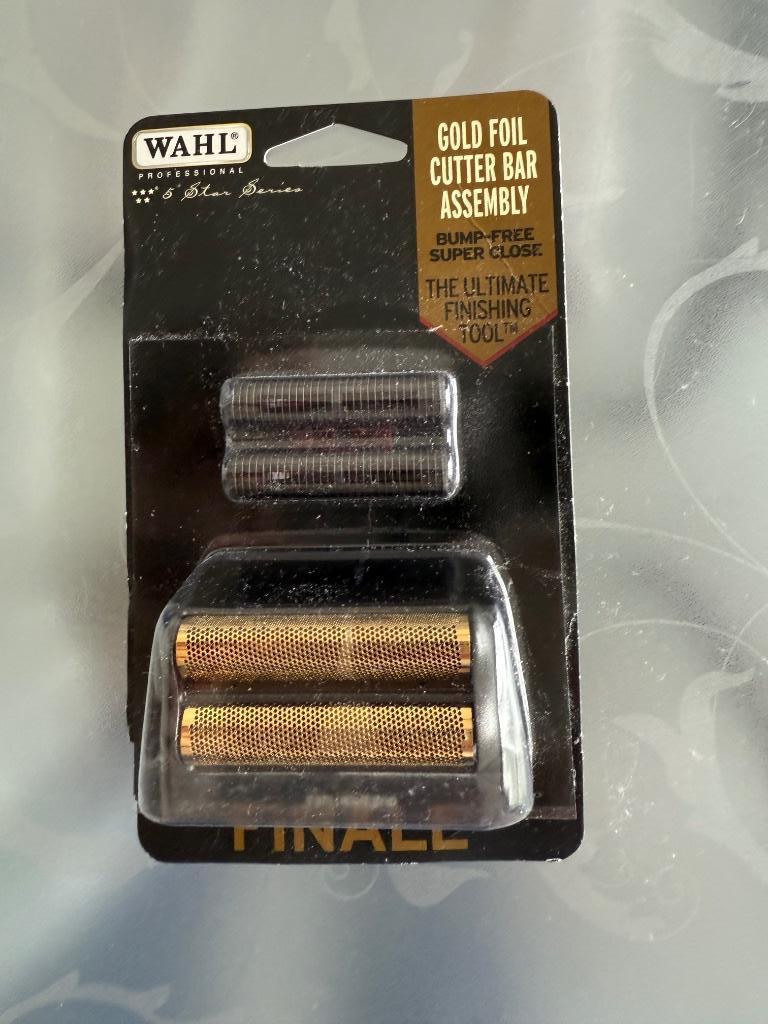 WAHL®
PROFESSIONAL
5 Star Series
GOLD FOIL
CUTTER BAR
ASSEMBLY
BUMP-FREE
SUPER CLOSE
THE ULTIMATE
FINISHING
TOOL™
FINALE